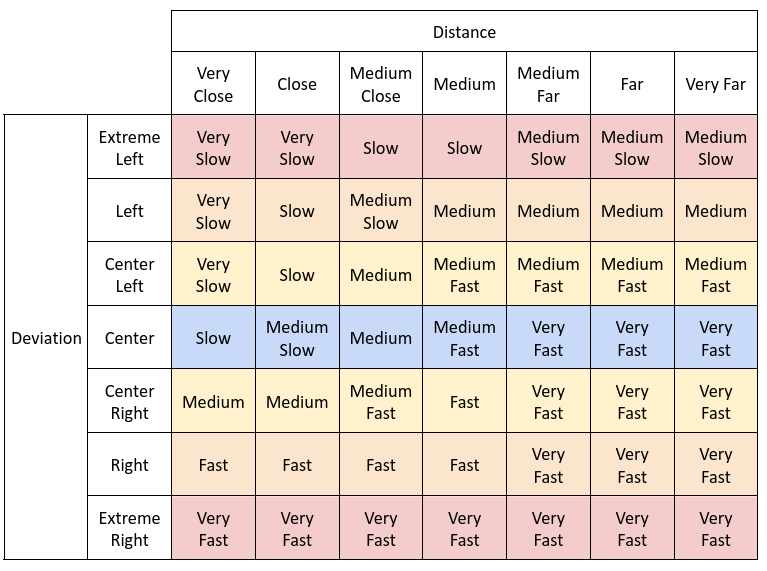 Distance
Very Close
Close
Medium Close
Medium
Medium Far
Far
Very Far
Deviation
Extreme Left
Very Slow
Very Slow
Slow
Slow
Medium Slow
Medium Slow
Medium Slow
Left
Very Slow
Slow
Medium Slow
Medium
Medium
Medium
Medium
Center Left
Very Slow
Slow
Medium
Medium Fast
Medium Fast
Medium Fast
Medium Fast
Center
Slow
Medium Slow
Medium
Medium Fast
Very Fast
Very Fast
Very Fast
Center Right
Medium
Medium
Medium Fast
Fast
Very Fast
Very Fast
Very Fast
Right
Fast
Fast
Fast
Fast
Very Fast
Very Fast
Very Fast
Extreme Right
Very Fast
Very Fast
Very Fast
Very Fast
Very Fast
Very Fast
Very Fast